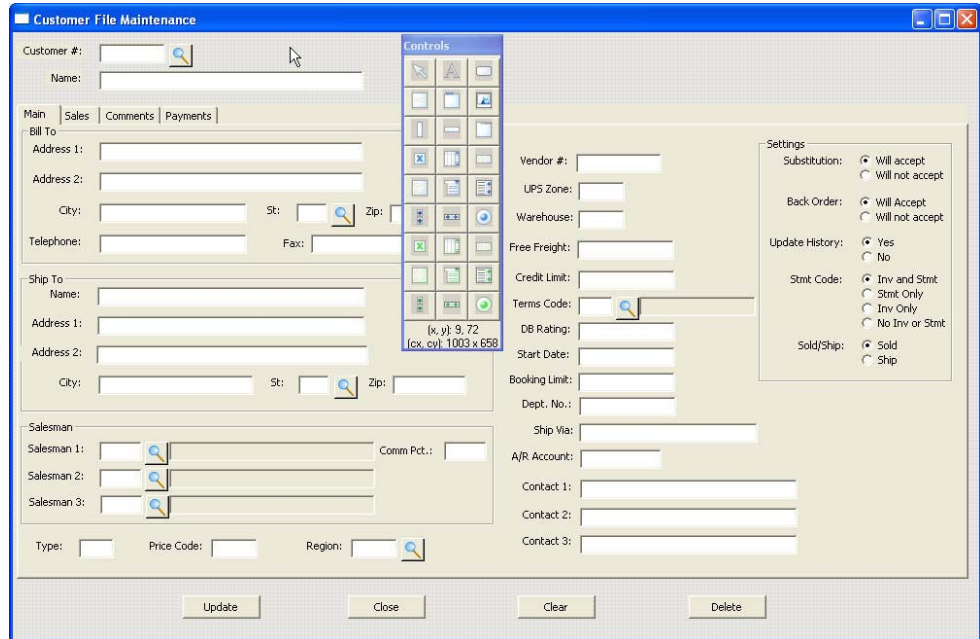 Customer File Maintenance
Customer #:
Name:
Controls
(x, y): 9, 72
(cx, cy): 1003 x 658
Main Sales Comments Payments
Bill To
Address 1:
Address 2:
City: St: Zip:
Telephone: Fax:
Ship To
Name:
Address 1:
Address 2:
City: St: Zip:
Salesman
Salesman 1: Comm Pct.:
Salesman 2:
Salesman 3:
Type: Price Code: Region:
Vendor #:
UPS Zone:
Warehouse:
Free Freight:
Credit Limit:
Terms Code:
DB Rating:
Start Date:
Booking Limit:
Dept. No.:
Ship Via:
A/R Account:
Contact 1:
Contact 2:
Contact 3:
Settings
Substitution: Will accept
Will not accept
Back Order: Will Accept
Will not accept
Update History: Yes
No
Stmt Code: Inv and Stmt
Stmt Only
Inv Only
No Inv or Stmt
Sold/Ship: Sold
Ship
Update Close Clear Delete